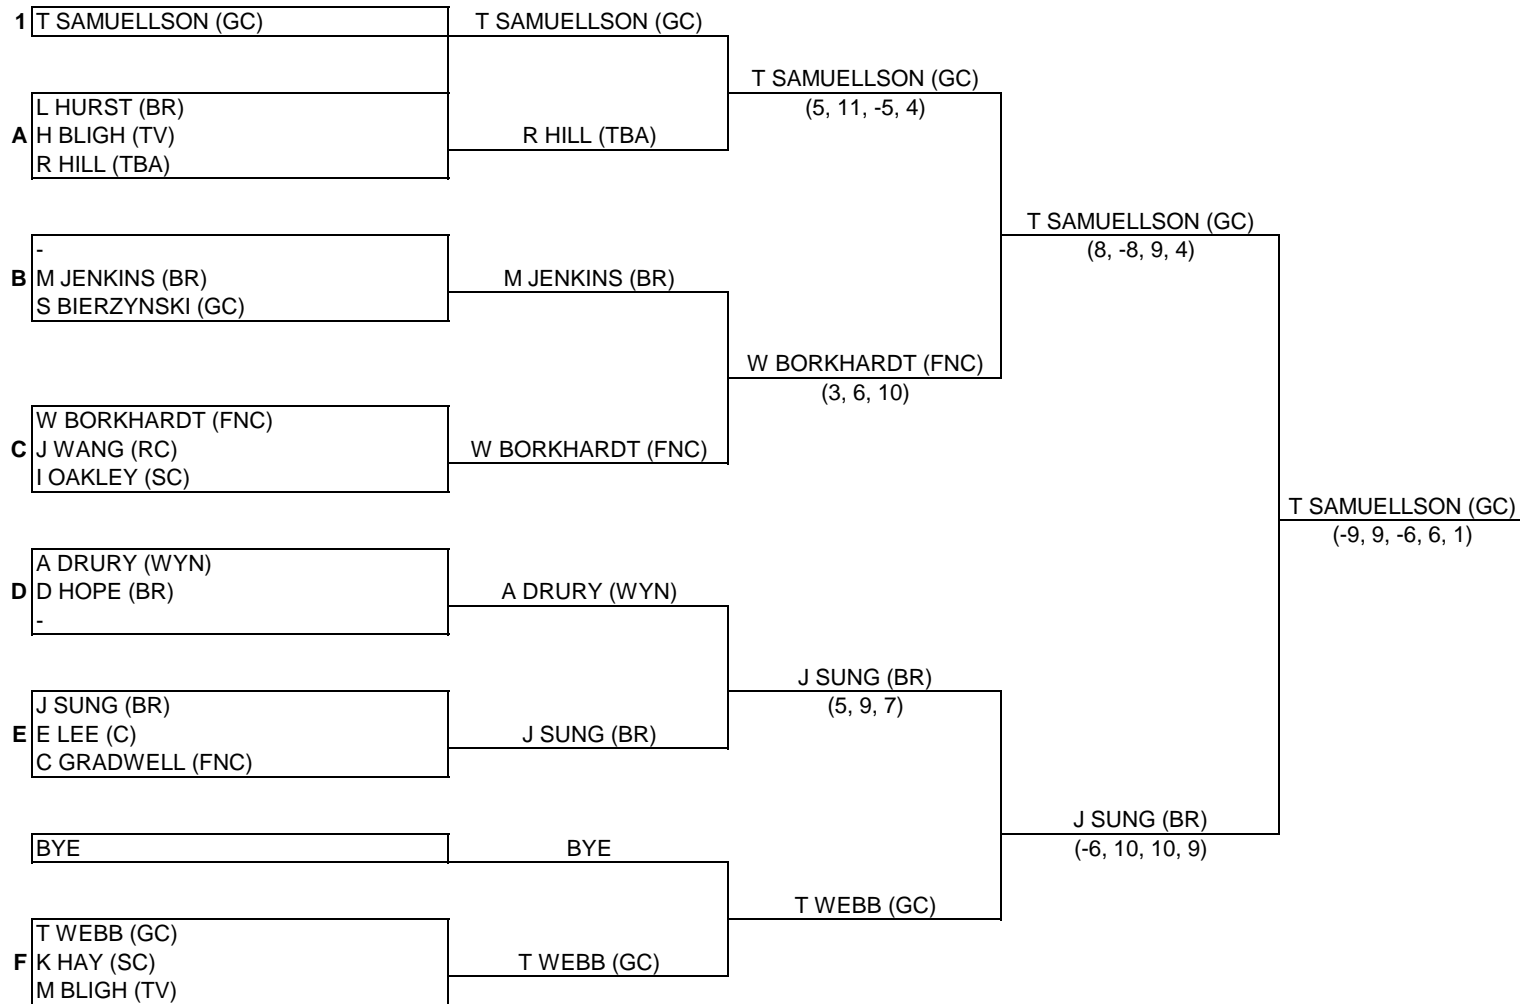 1 T SAMUELLSON (GC) T SAMUELLSON (GC)
T SAMUELLSON (GC)
L HURST (BR) (5, 11, -5, 4)
A H BLIGH (TV) R HILL (TBA)
R HILL (TBA)
T SAMUELLSON (GC)
- (8, -8, 9, 4)
B M JENKINS (BR) M JENKINS (BR)
S BIERZYNSKI (GC)
W BORKHARDT (FNC)
(3, 6, 10)
W BORKHARDT (FNC)
C J WANG (RC) W BORKHARDT (FNC)
I OAKLEY (SC)
T SAMUELLSON (GC)
(-9, 9, -6, 6, 1)
A DRURY (WYN)
D D HOPE (BR) A DRURY (WYN)
-
J SUNG (BR)
J SUNG (BR) (5, 9, 7)
E E LEE (C) J SUNG (BR)
C GRADWELL (FNC)
J SUNG (BR)
BYE BYE (-6, 10, 10, 9)
T WEBB (GC)
T WEBB (GC)
F K HAY (SC) T WEBB (GC)
M BLIGH (TV)